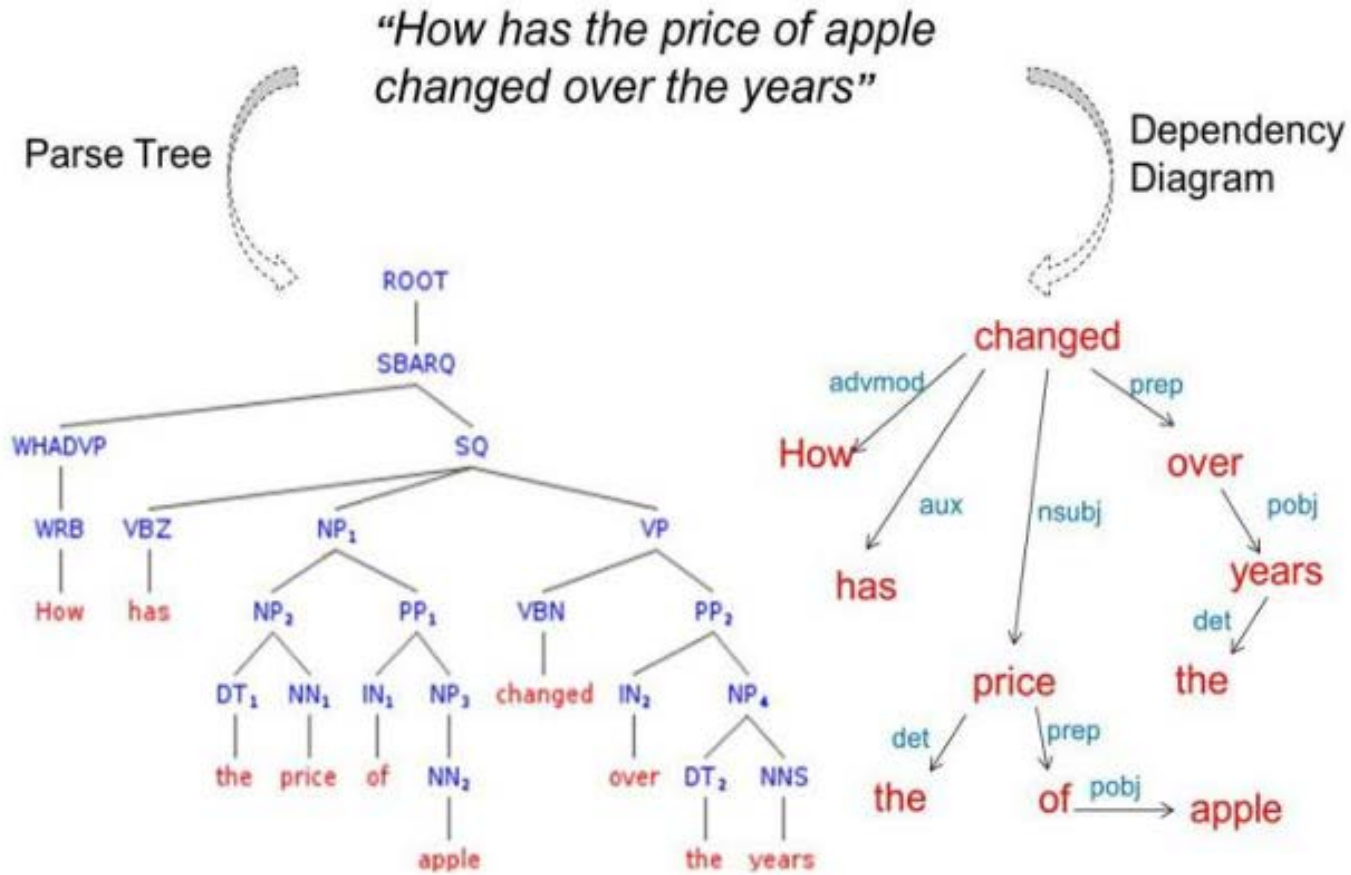 “How has the price of apple
changed over the years”
Parse Tree
Dependency
Diagram
ROOT
SBARQ
WHADVP SQ
WRB VBZ NP₁ VP
How has NP₂ PP₁ VBN PP₂
DT₁ NN₁ IN₁ NP₃ changed IN₂ NP₄
the price of NN₂ over DT₂ NNS
apple the years
changed
advmod prep
How over
aux nsubj pobj
has years
det
price the
det prep
the of pobj apple